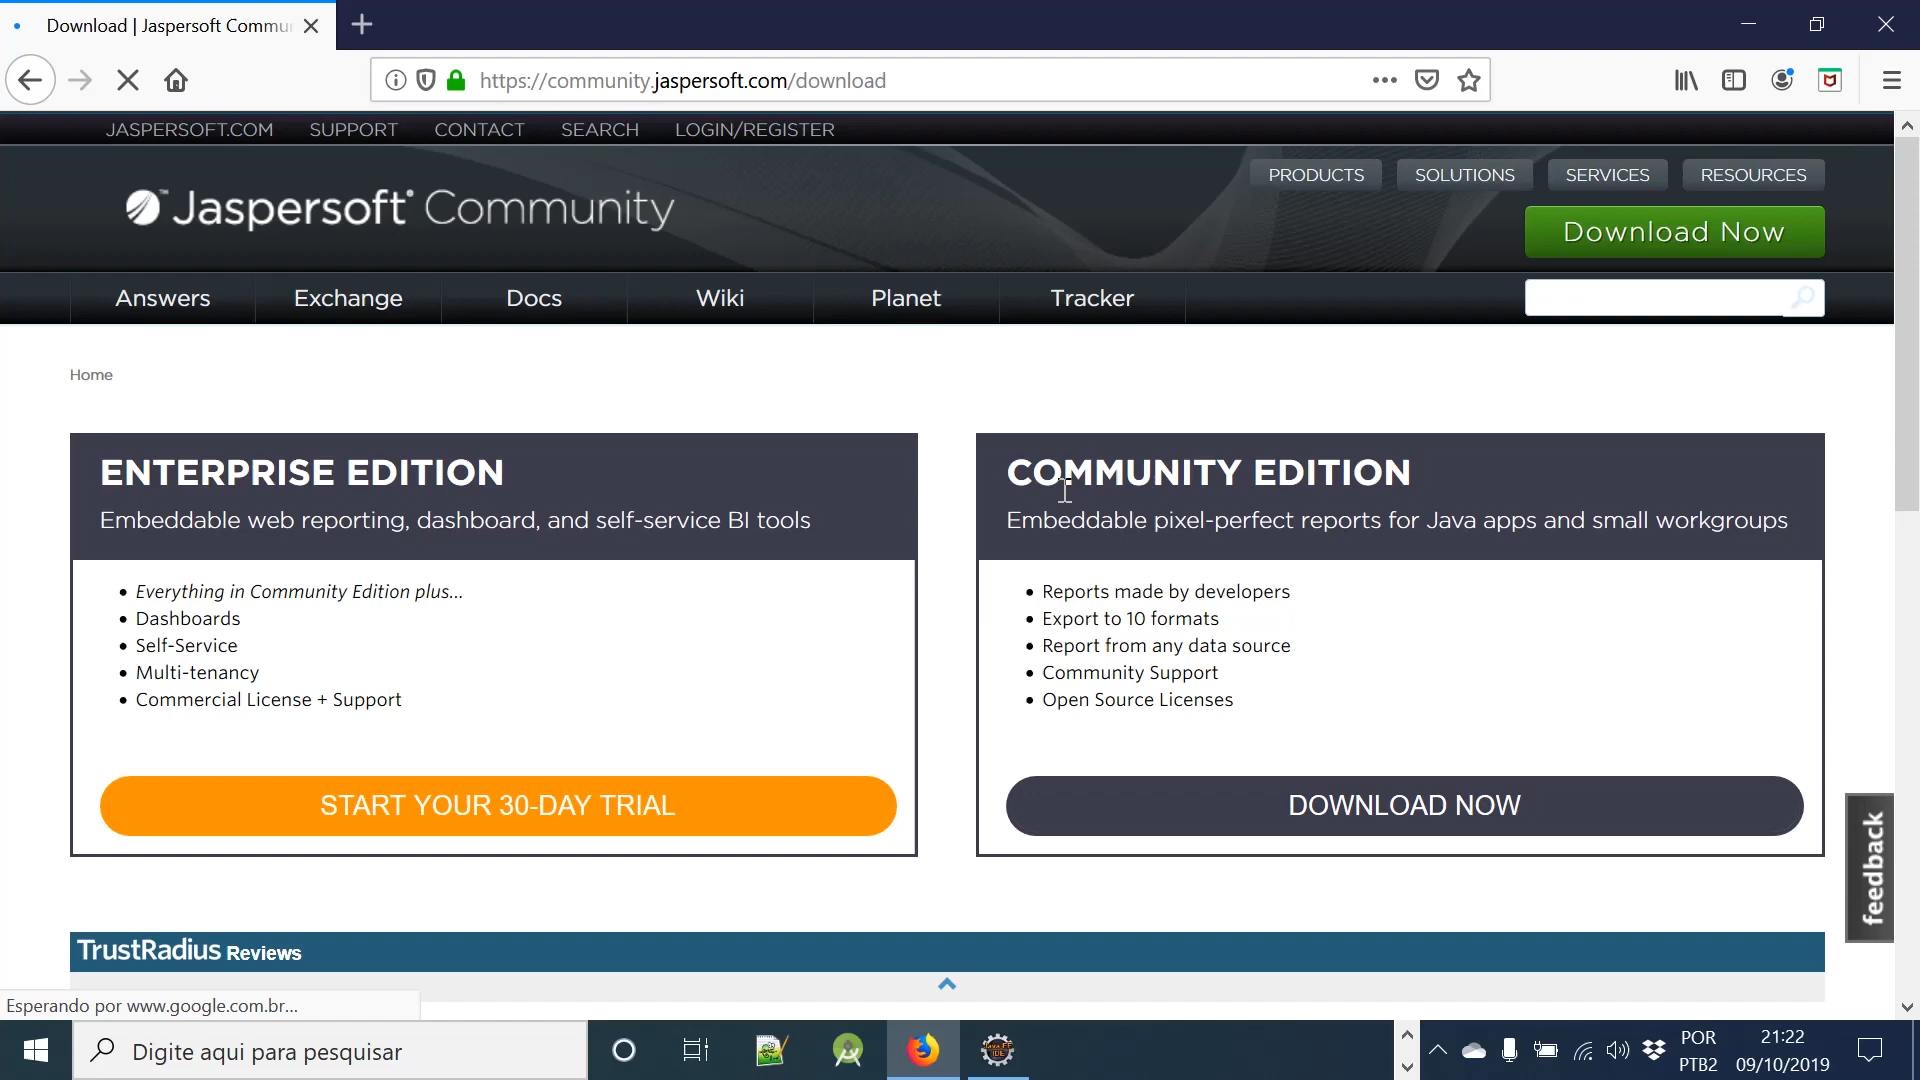 Download | Jaspersoft Commu
https://community.jaspersoft.com/download
JASPERSOFT.COM SUPPORT CONTACT SEARCH LOGIN/REGISTER
PRODUCTS SOLUTIONS SERVICES RESOURCES
Jaspersoft® Community™
Download Now
Answers Exchange Docs Wiki Planet Tracker
Home
ENTERPRISE EDITION
Embeddable web reporting, dashboard, and self-service BI tools
• Everything in Community Edition plus...
• Dashboards
• Self-Service
• Multi-tenancy
• Commercial License + Support
START YOUR 30-DAY TRIAL
COMMUNITY EDITION
Embeddable pixel-perfect reports for Java apps and small workgroups
• Reports made by developers
• Export to 10 formats
• Report from any data source
• Community Support
• Open Source Licenses
DOWNLOAD NOW
feedback
TrustRadius Reviews
Esperando por www.google.com.br...
Digite aqui para pesquisar
Java EE
IDE
POR
PTB2
21:22
09/10/2019